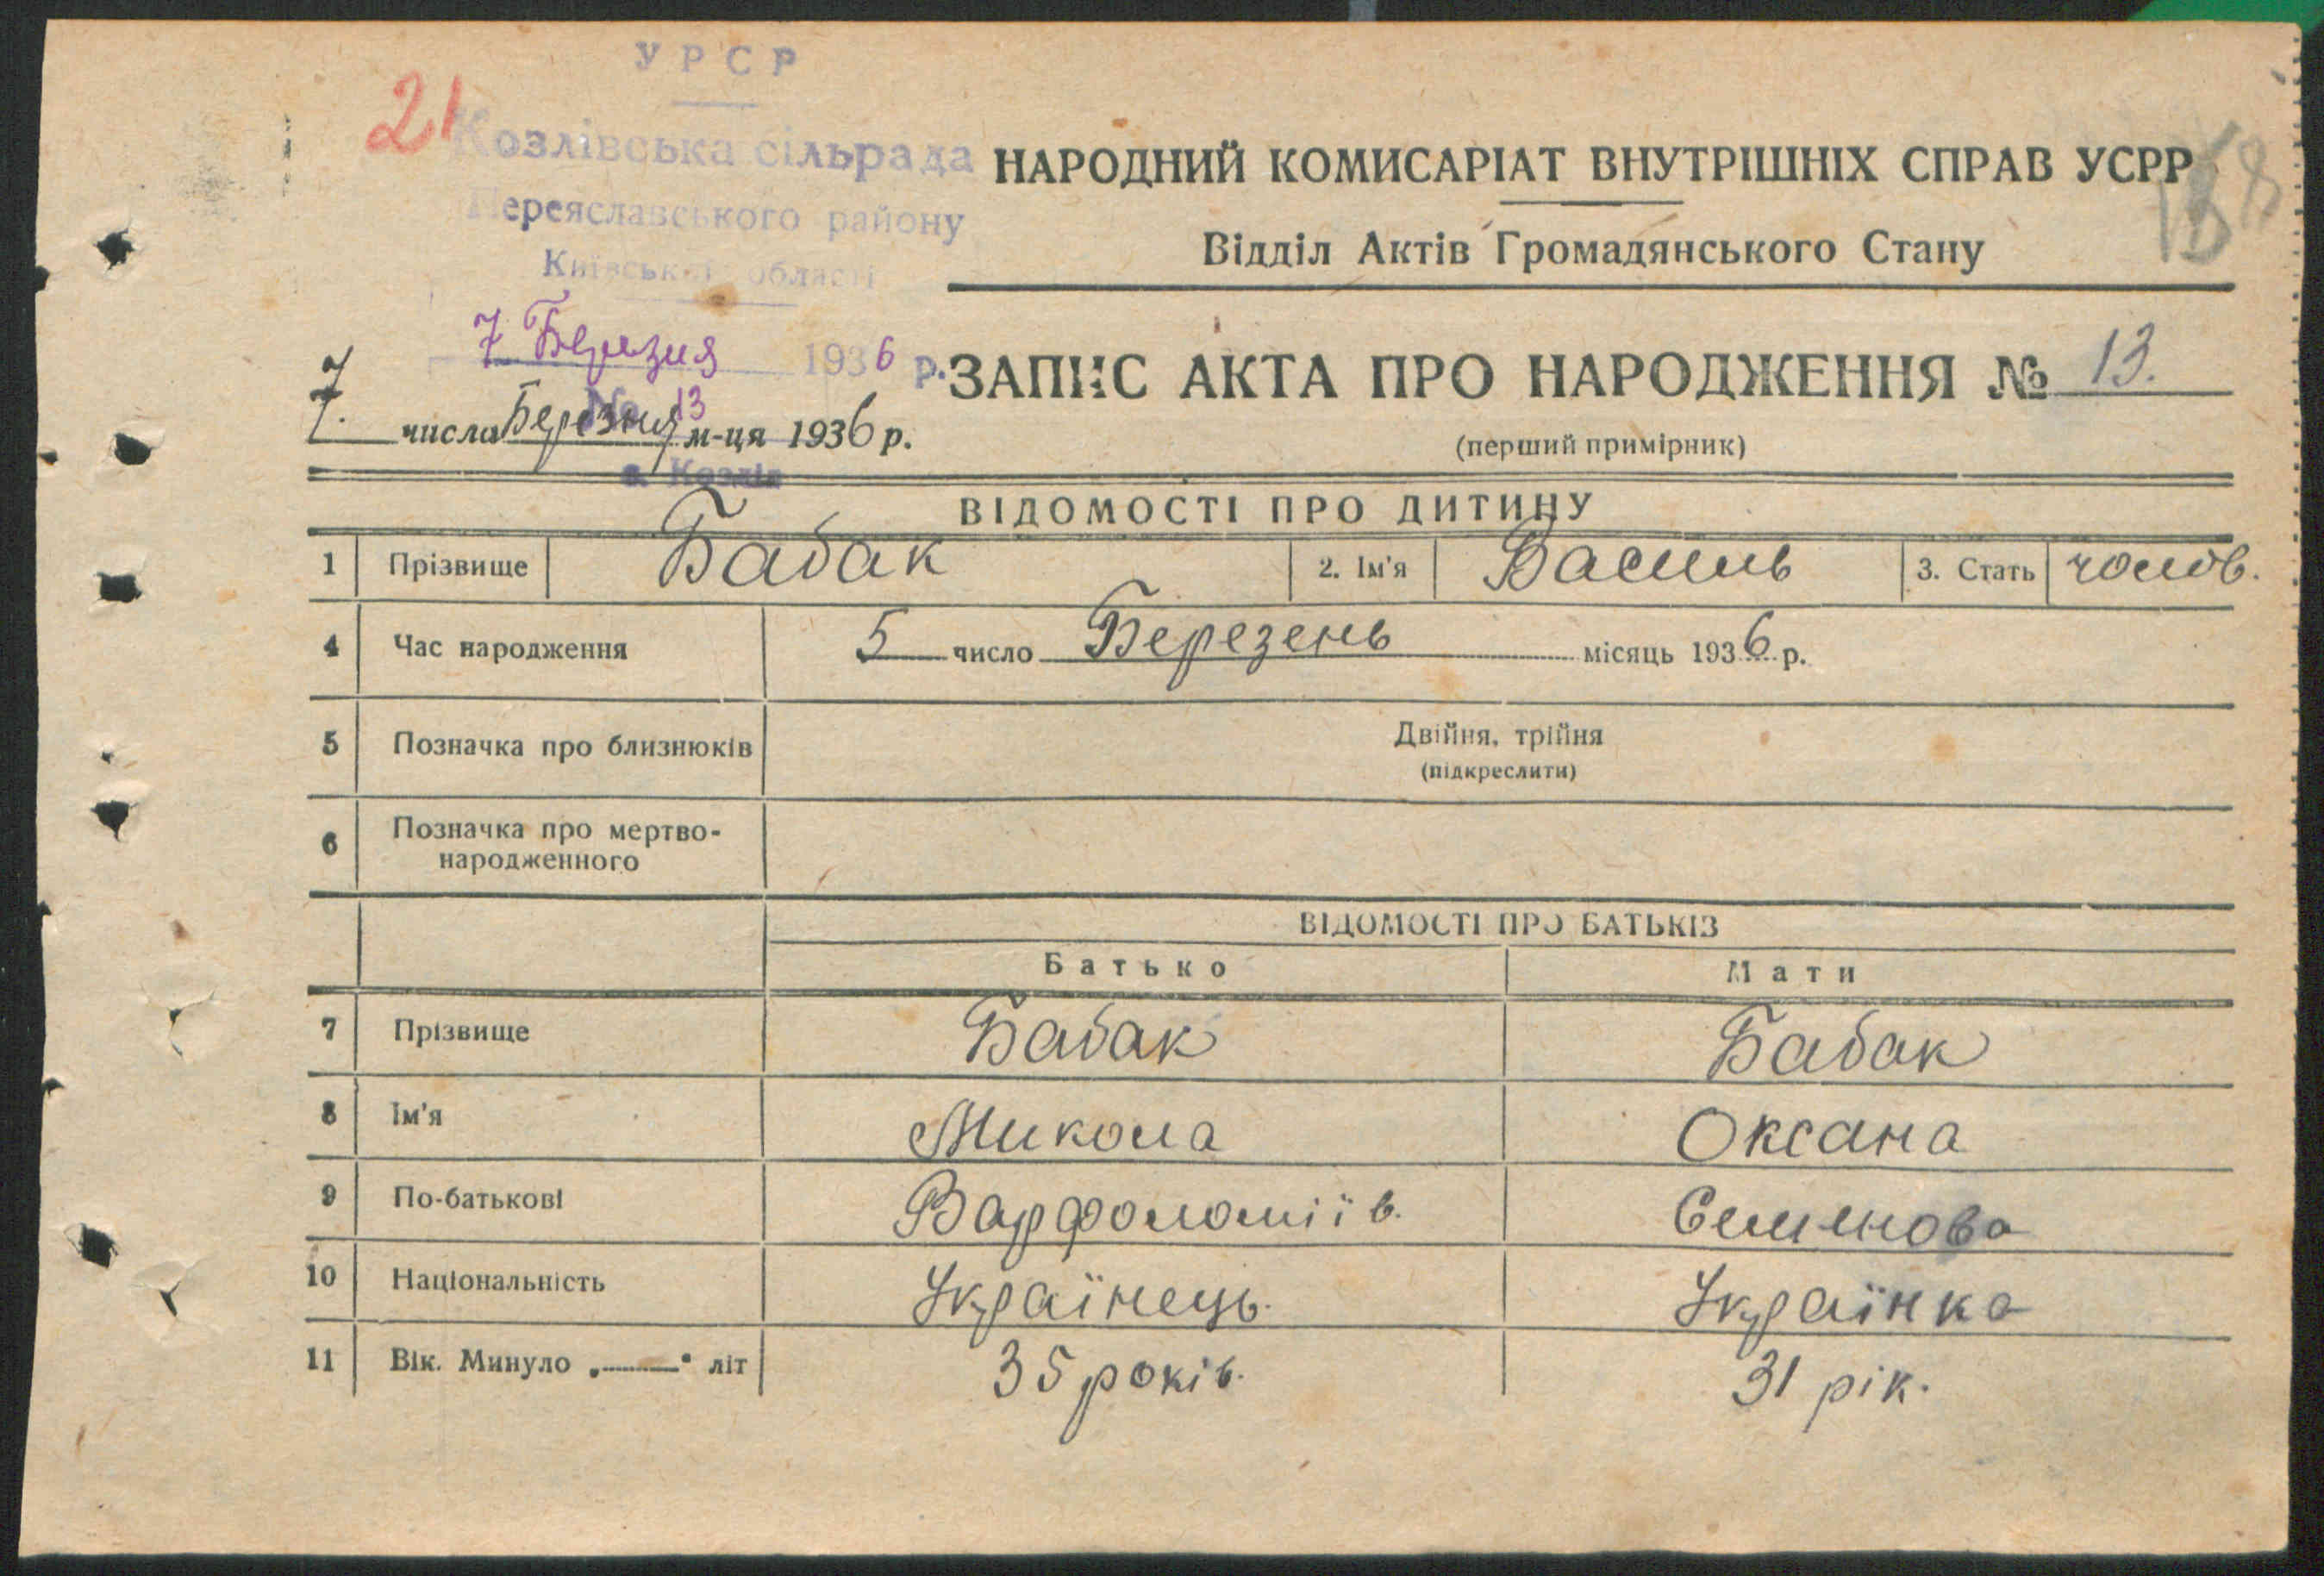 УРСР
21
Козлівська сільрада
Переяславського району
Київської області
7 Березня 1936 р.
№ 13
с. Козлів
НАРОДНИЙ КОМИСАРІАТ ВНУТРІШНІХ СПРАВ УСРР
Відділ Актів Громадянського Стану
7. числа Березня м-ця 1936 р.
ЗАПИС АКТА ПРО НАРОДЖЕННЯ № 13.
(перший примірник)
ВІДОМОСТІ ПРО ДИТИНУ
1 Прізвище Бабак 2. Ім'я Василь 3. Стать чолов.
4 Час народження 5 число Березень місяць 1936 р.
5 Позначка про близнюків Двійня, трійня
(підкреслити)
6 Позначка про мертво-
народженного
ВІДОМОСТІ ПРО БАТЬКІВ
Батько Мати
7 Прізвище Бабак Бабак
8 Ім'я Микола Оксана
9 По-батькові Варфоломіїв. Семенова
10 Національність Українець. Українка
11 Вік. Минуло „ " літ 35 років. 31 рік.